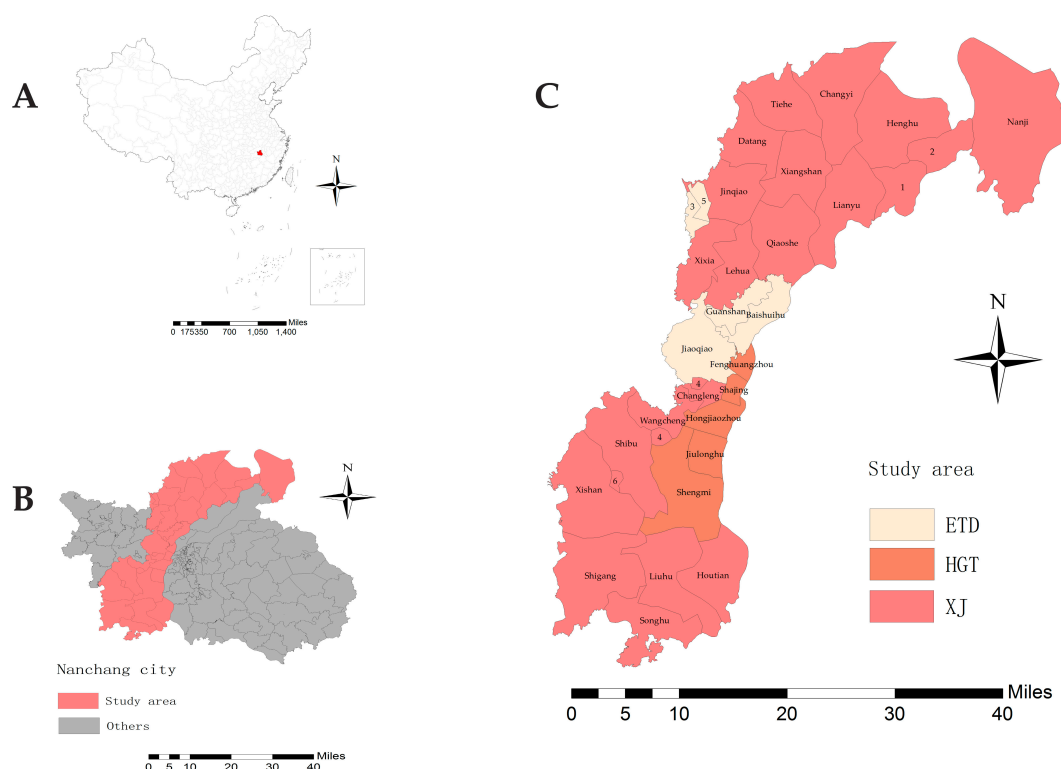 A
N
Miles
0 175350 700 1,050 1,400
B
N
Nanchang city
Study area
Others
Miles
0 5 10 20 30 40
C
Changyi
Tiehe
Nanji
Henghu
Datang
2
Xiangshan
1
Jinqiao
5
3
Lianyu
Qiaoshe
Xixia
Lehua
Guanshan
Baishuihu
N
Jiaoqiao
Fenghuangzhou
4
Shajing
Changleng
Wangcheng
Hongjiaozhou
4
Shibu
Jiulonghu
6
Xishan
Shengmi
Study area
ETD
HGT
XJ
Shigang
Liuhu
Houtian
Songhu
Miles
0 5 10 20 30 40